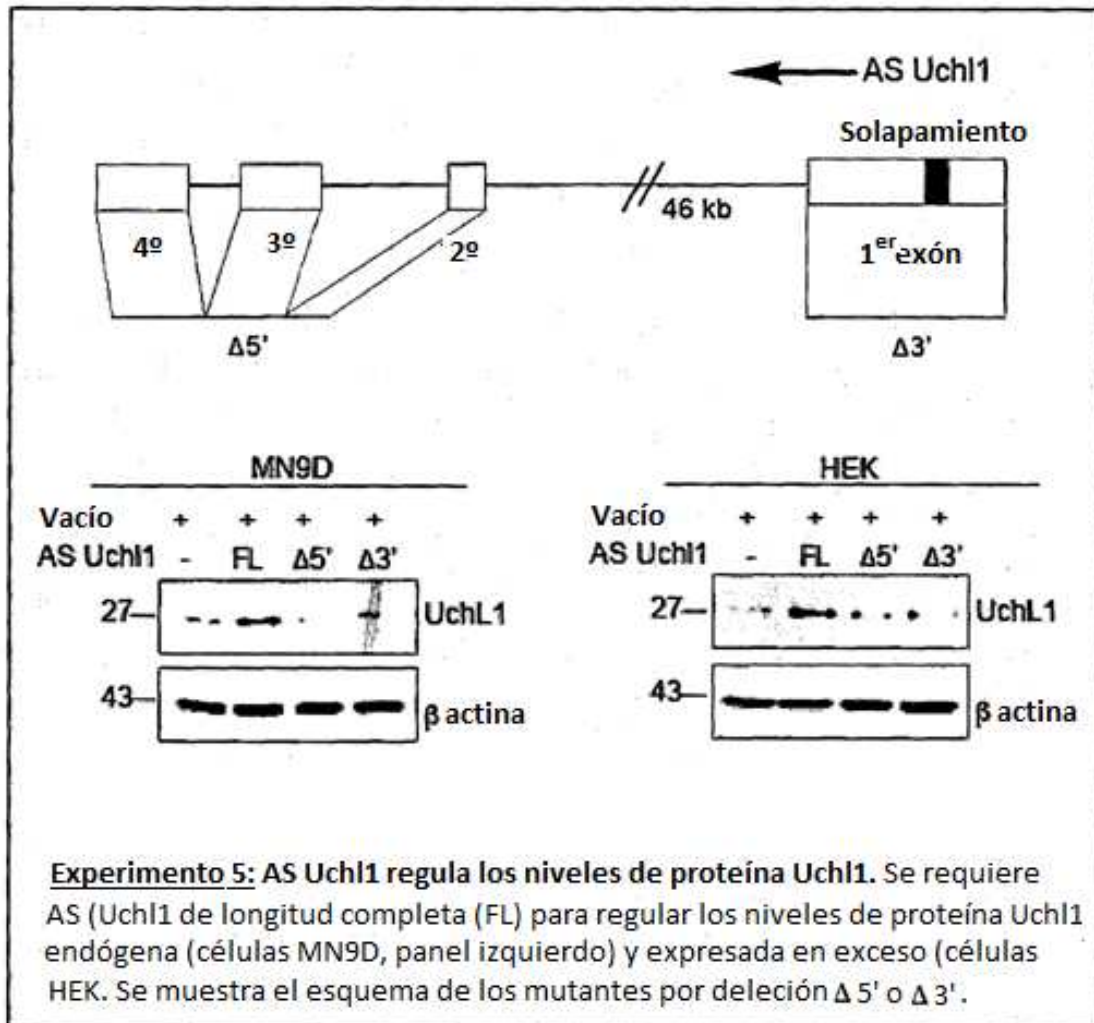 AS Uchl1
Solapamiento
46 kb
4º
3º
2º
1er exón
Δ5'
Δ3'
MN9D
Vacío + + + +
AS Uchl1 - FL Δ5' Δ3'
27 UchL1
43 β actina
HEK
Vacío + + + +
AS Uchl1 - FL Δ5' Δ3'
27 UchL1
43 β actina
Experimento 5: AS Uchl1 regula los niveles de proteína Uchl1. Se requiere
AS (Uchl1 de longitud completa (FL) para regular los niveles de proteína Uchl1
endógena (células MN9D, panel izquierdo) y expresada en exceso (células
HEK. Se muestra el esquema de los mutantes por deleción Δ 5' o Δ 3'.